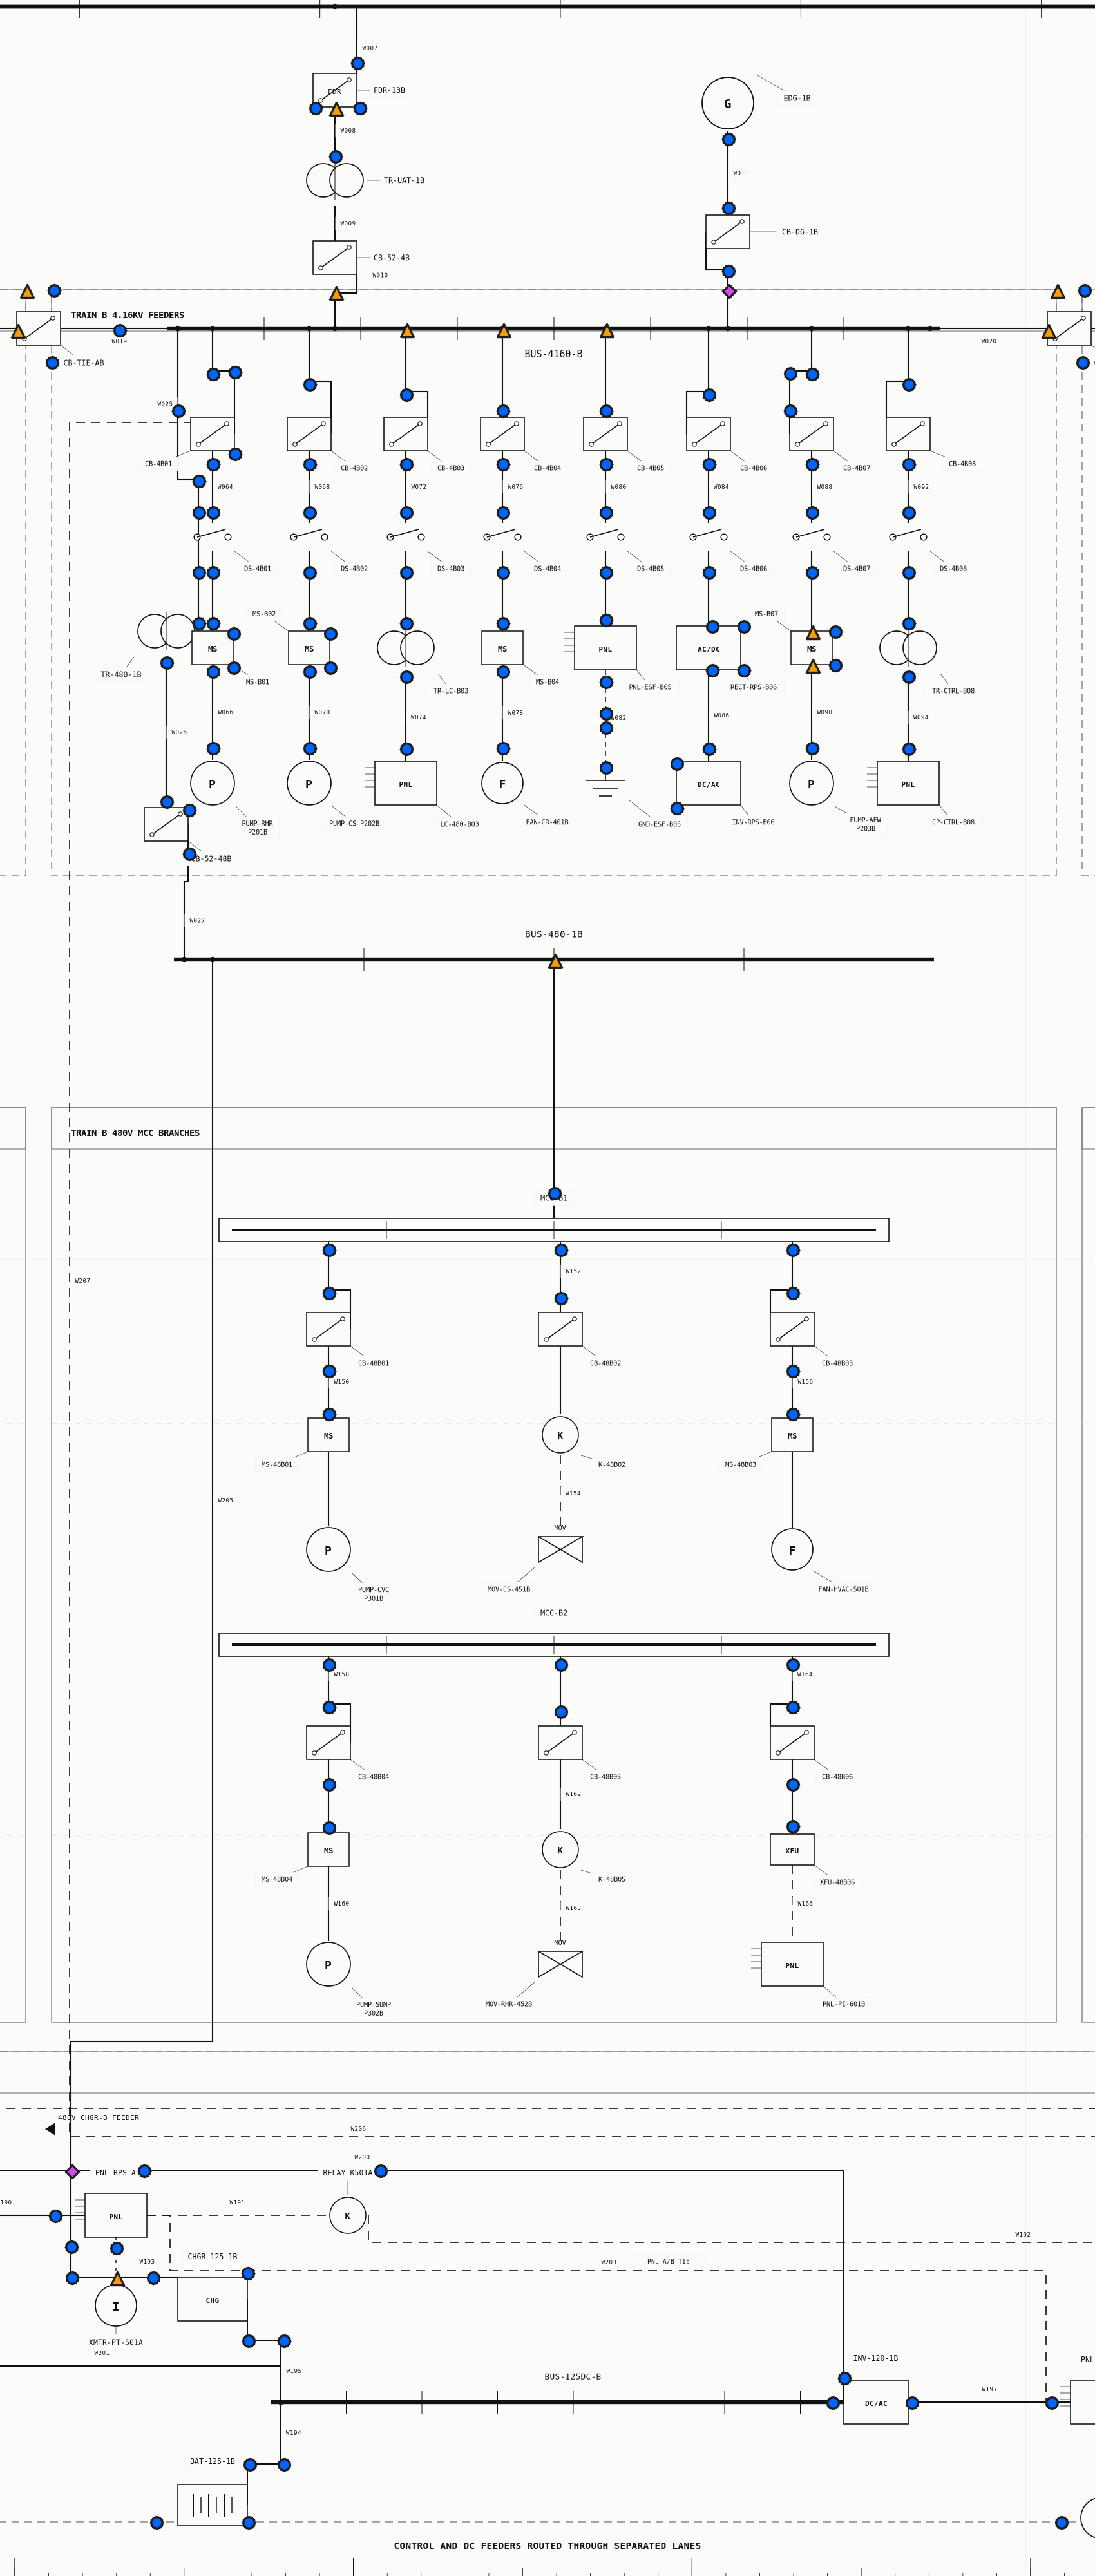 W007
FDR
FDR-13B
G
EDG-1B
W008
W011
TR-UAT-1B
W009
CB-DG-1B
CB-52-4B
W010
TRAIN B 4.16KV FEEDERS
W019
W020
BUS-4160-B
CB-TIE-AB
W025
CB-4B01
CB-4B02
CB-4B03
CB-4B04
CB-4B05
CB-4B06
CB-4B07
CB-4B08
W064
W068
W072
W076
W080
W084
W088
W092
DS-4B01
DS-4B02
DS-4B03
DS-4B04
DS-4B05
DS-4B06
DS-4B07
DS-4B08
MS-B02
MS-B07
MS
MS
MS
PNL
AC/DC
MS
TR-480-1B
MS-B01
TR-LC-B03
MS-B04
PNL-ESF-B05
RECT-RPS-B06
TR-CTRL-B08
W026
W066
W070
W074
W078
W082
W086
W090
W094
P
P
PNL
F
DC/AC
P
PNL
PUMP-RHR
P201B
PUMP-CS-P202B
LC-480-B03
FAN-CR-401B
GND-ESF-B05
INV-RPS-B06
PUMP-AFW
P203B
CP-CTRL-B08
CB-52-48B
W027
BUS-480-1B
TRAIN B 480V MCC BRANCHES
MCC-B1
W207
W152
CB-48B01
CB-48B02
CB-48B03
W150
W156
MS
K
MS
MS-48B01
K-48B02
MS-48B03
W205
W154
MOV
P
F
PUMP-CVC
P301B
MOV-CS-451B
FAN-HVAC-501B
MCC-B2
W158
W164
CB-48B04
CB-48B05
CB-48B06
W162
MS
K
XFU
MS-48B04
K-48B05
XFU-48B06
W160
W163
W166
MOV
P
PNL
PUMP-SUMP
P302B
MOV-RHR-452B
PNL-PI-601B
480V CHGR-B FEEDER
W206
W200
PNL-RPS-A
RELAY-K501A
190
W191
PNL
K
W192
W193
CHGR-125-1B
W203
PNL A/B TIE
CHG
I
XMTR-PT-501A
W201
W195
BUS-125DC-B
INV-120-1B
PNL
W197
DC/AC
W194
BAT-125-1B
CONTROL AND DC FEEDERS ROUTED THROUGH SEPARATED LANES